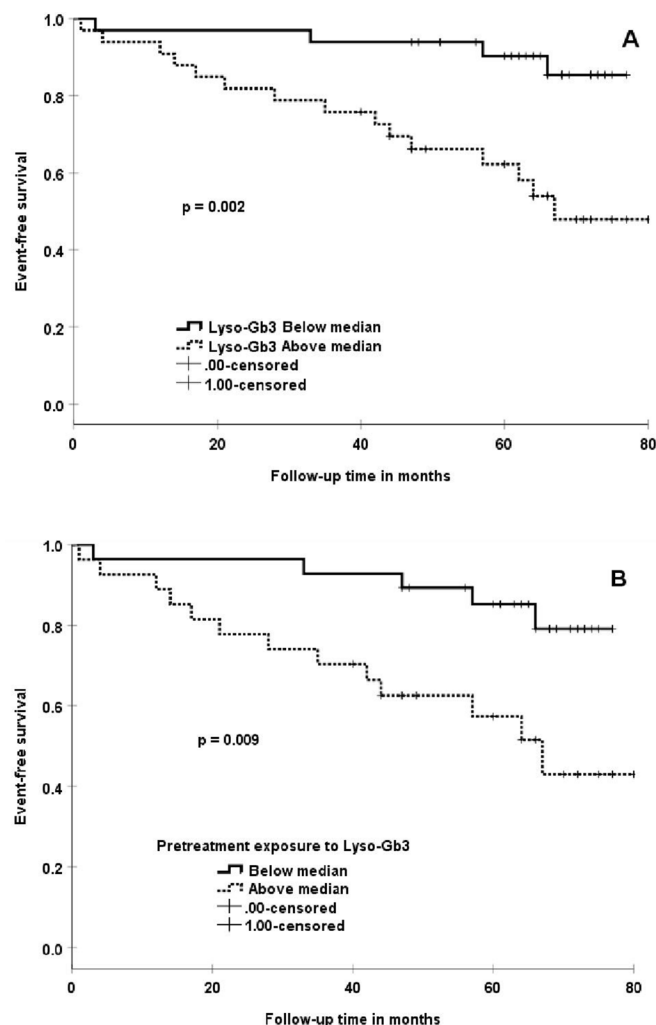 A
1.0
0.8
0.6
0.4
0.2
0.0
Event-free survival
p = 0.002
Lyso-Gb3 Below median
Lyso-Gb3 Above median
.00-censored
1.00-censored
0 20 40 60 80
Follow-up time in months
B
1.0
0.8
0.6
0.4
0.2
0.0
Event-free survival
p = 0.009
Pretreatment exposure to Lyso-Gb3
Below median
Above median
.00-censored
1.00-censored
0 20 40 60 80
Follow-up time in months